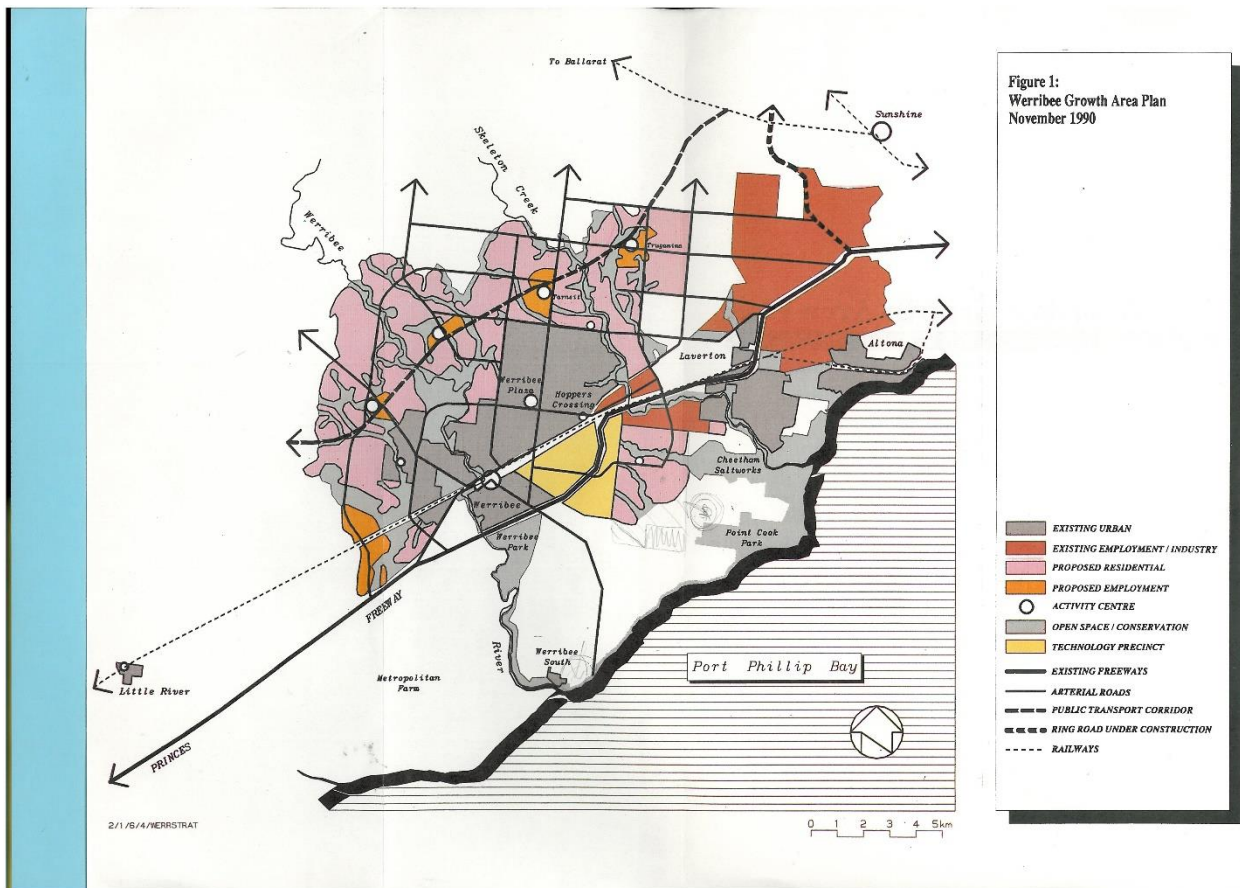 Figure 1:
Werribee Growth Area Plan
November 1990
To Ballarat
Sunshine
Skeleton
Creek
Werribee
Truganina
Tarneit
Laverton
Altona
Werribee
Plaza
Hoppers
Crossing
Cheetham
Saltworks
Werribee
Werribee
Park
Point Cook
Park
FREEWAY
River
Werribee
South
Port Phillip Bay
Little River
Metropolitan
Farm
PRINCES
EXISTING URBAN
EXISTING EMPLOYMENT / INDUSTRY
PROPOSED RESIDENTIAL
PROPOSED EMPLOYMENT
ACTIVITY CENTRE
OPEN SPACE / CONSERVATION
TECHNOLOGY PRECINCT
EXISTING FREEWAYS
ARTERIAL ROADS
PUBLIC TRANSPORT CORRIDOR
RING ROAD UNDER CONSTRUCTION
RAILWAYS
2/1/6/4/WERRSTRAT
0 1 2 3 4 5km